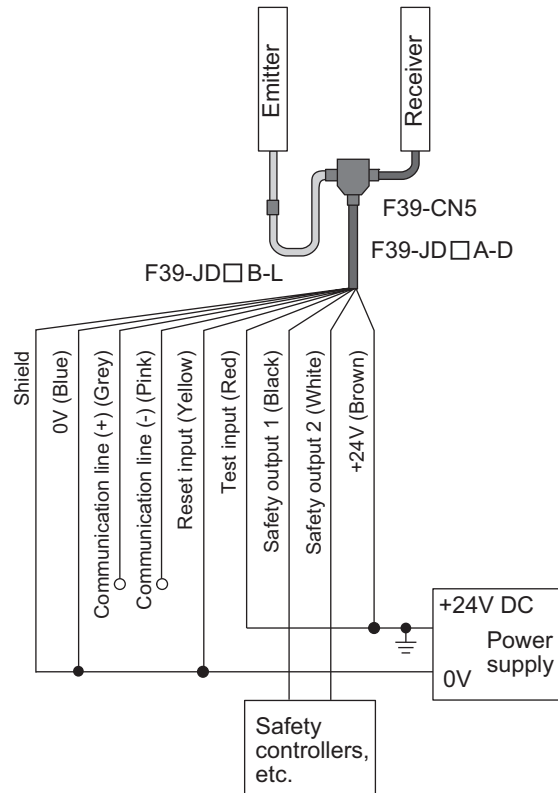 Emitter
Receiver
F39-CN5
F39-JD□A-D
F39-JD□B-L
Shield
0V (Blue)
Communication line (+) (Grey)
Communication line (-) (Pink)
Reset input (Yellow)
Test input (Red)
Safety output 1 (Black)
Safety output 2 (White)
+24V (Brown)
+24V DC
Power
supply
0V
Safety
controllers,
etc.